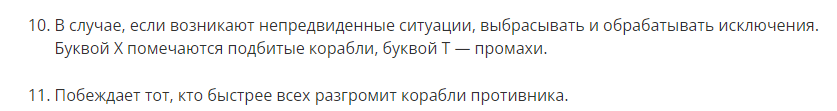 10. В случае, если возникают непредвиденные ситуации, выбрасывать и обрабатывать исключения.
Буквой X помечаются подбитые корабли, буквой T — промахи.
11. Побеждает тот, кто быстрее всех разгромит корабли противника.